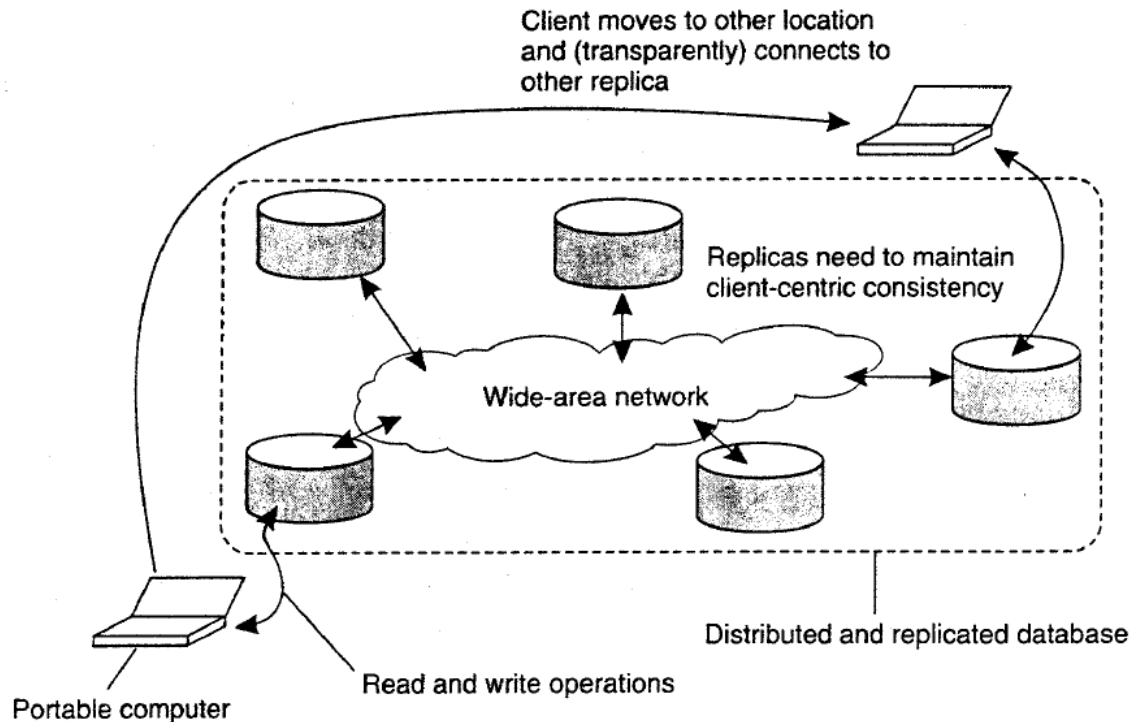 Client moves to other location
and (transparently) connects to
other replica
Replicas need to maintain
client-centric consistency
Wide-area network
Distributed and replicated database
Read and write operations
Portable computer